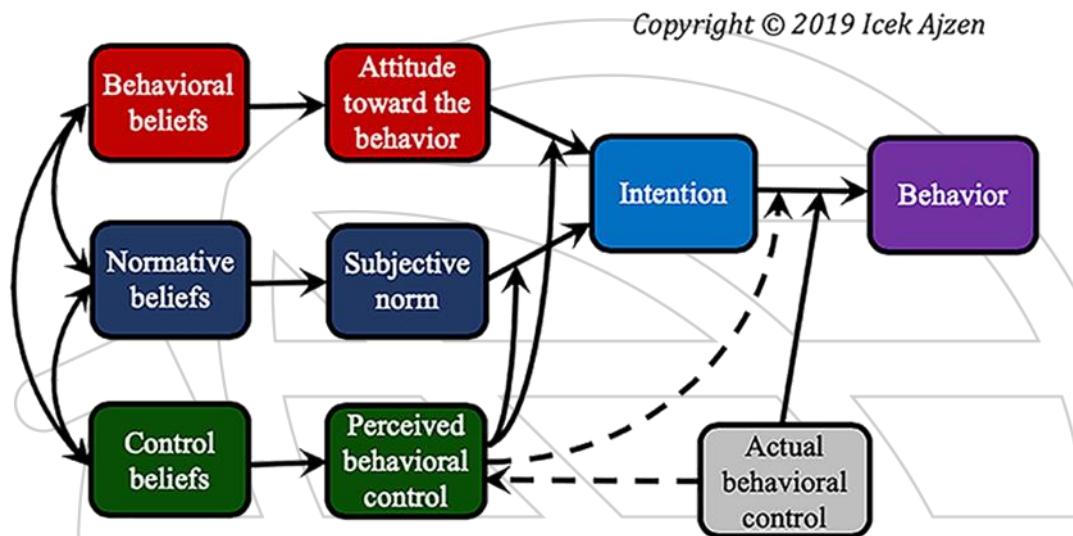 Copyright © 2019 Icek Ajzen
Behavioral
beliefs
Attitude
toward the
behavior
Intention
Behavior
Normative
beliefs
Subjective
norm
Control
beliefs
Perceived
behavioral
control
Actual
behavioral
control